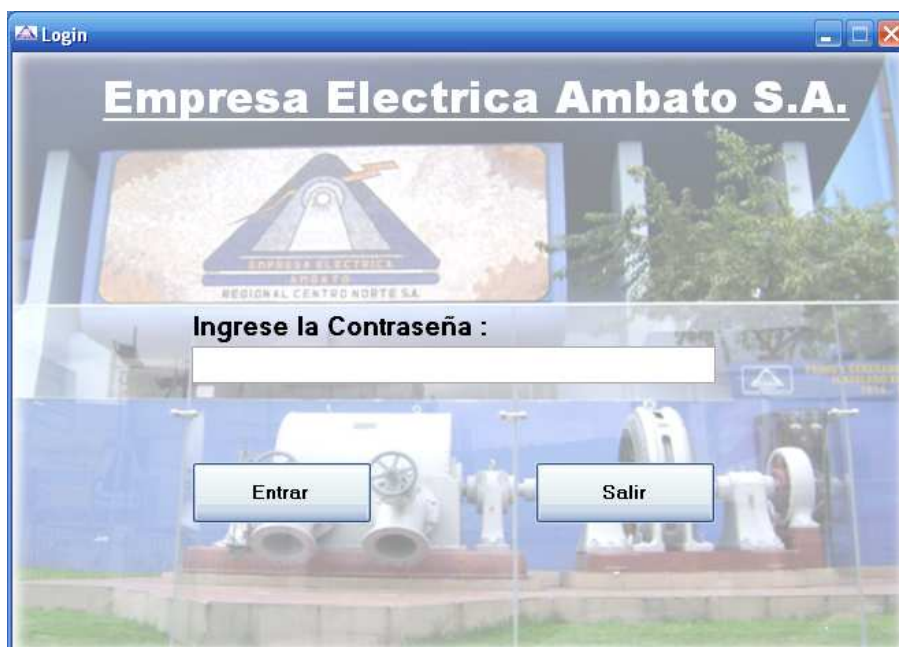 Login
Empresa Electrica Ambato S.A.
EMPRESA ELECTRICA
AMBATO
REGIONAL CENTRO NORTE S.A.
Ingrese la Contraseña :
Entrar
Salir